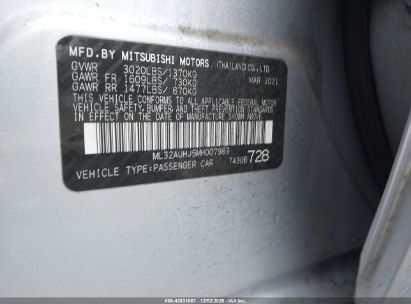 MFD.BY MITSUBISHI MOTORS (THAILAND)CO.,LTD.
GVWR 3020LBS/1370KG MAR 2021
GAWR FR 1609LBS/ 730KG
GAWR RR 1477LBS/ 670KG
THIS VEHICLE CONFORMS TO ALL APPLICABLE FEDERAL MOTOR
VEHICLE SAFETY, BUMPER, AND THEFT PREVENTION STANDARDS
IN EFFECT ON THE DATE OF MANUFACTURE SHOWN ABOVE.
ML32AUHJ5MH007963
VEHICLE TYPE:PASSENGER CAR 7430B 728